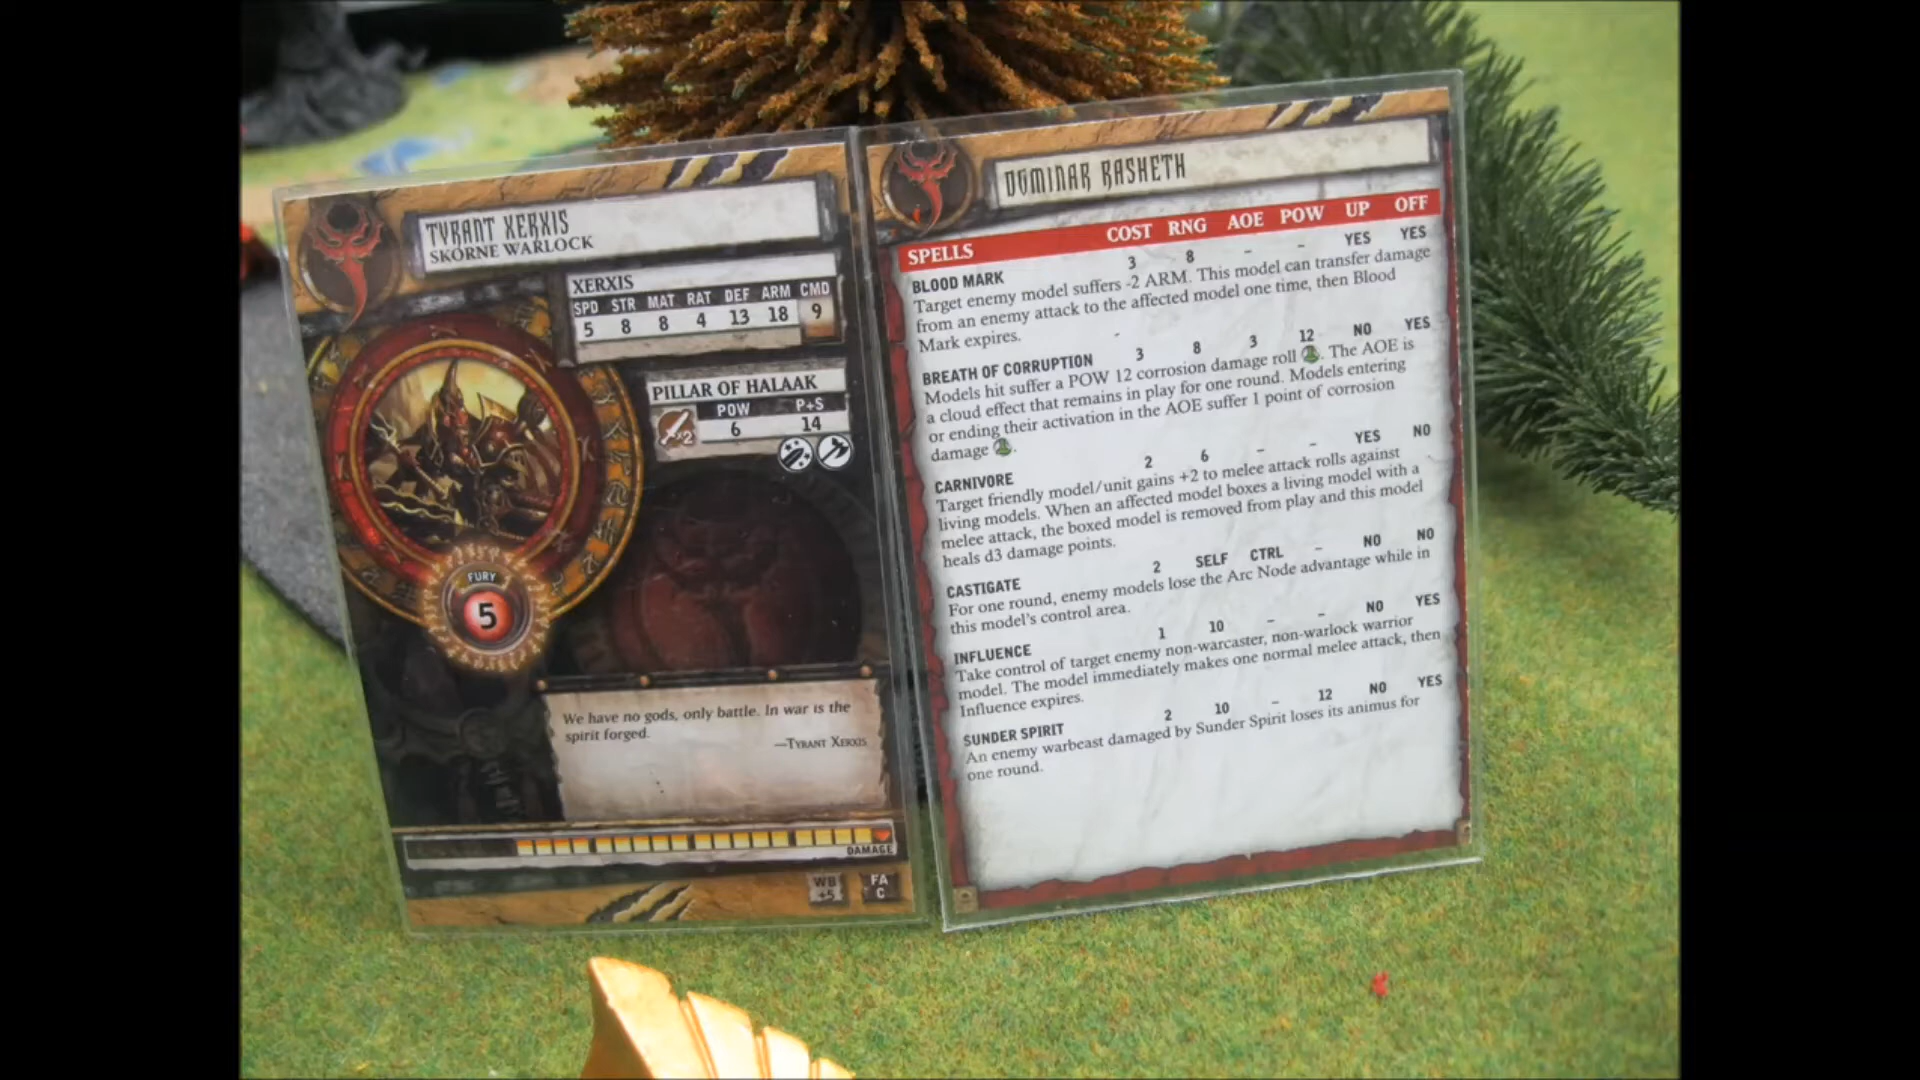 TYRANT XERXIS
SKORNE WARLOCK
XERXIS
SPD STR MAT RAT DEF ARM CMD
5 8 8 4 13 18 9
PILLAR OF HALAAK
POW P+S
x2 6 14
FURY
5
We have no gods, only battle. In war is the
spirit forged.
—TYRANT XERXIS
DAMAGE
WB
+5
FA
C
DOMINAR RASHETH
SPELLS COST RNG AOE POW UP OFF
BLOOD MARK 3 8 - - YES YES
Target enemy model suffers -2 ARM. This model can transfer damage
from an enemy attack to the affected model one time, then Blood
Mark expires.
BREATH OF CORRUPTION 3 8 3 12 NO YES
Models hit suffer a POW 12 corrosion damage roll . The AOE is
a cloud effect that remains in play for one round. Models entering
or ending their activation in the AOE suffer 1 point of corrosion
damage .
CARNIVORE 2 6 - - YES NO
Target friendly model/unit gains +2 to melee attack rolls against
living models. When an affected model boxes a living model with a
melee attack, the boxed model is removed from play and this model
heals d3 damage points.
CASTIGATE 2 SELF CTRL - NO NO
For one round, enemy models lose the Arc Node advantage while in
this model's control area.
INFLUENCE 1 10 - - NO YES
Take control of target enemy non-warcaster, non-warlock warrior
model. The model immediately makes one normal melee attack, then
Influence expires.
SUNDER SPIRIT 2 10 - 12 NO YES
An enemy warbeast damaged by Sunder Spirit loses its animus for
one round.